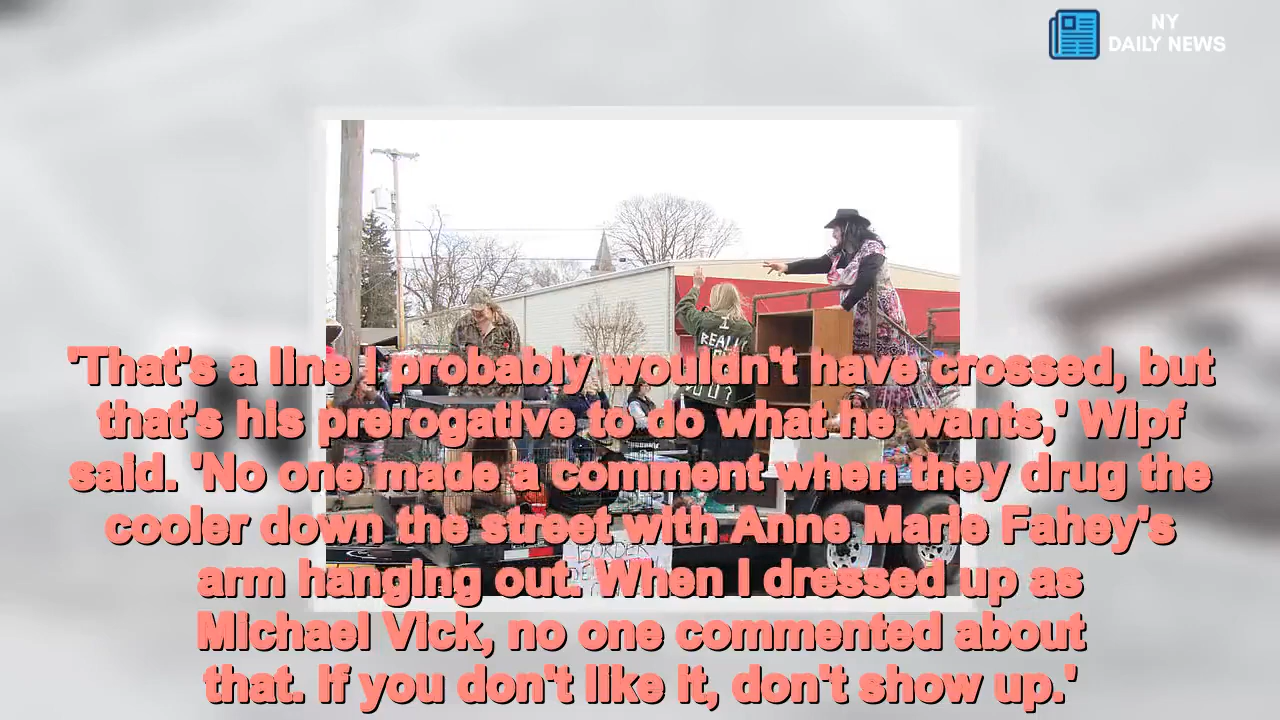 NY
DAILY NEWS
I
REALLY
U?
'That's a line I probably wouldn't have crossed, but
that's his prerogative to do what he wants,' Wipf
said. 'No one made a comment when they drug the
cooler down the street with Anne Marie Fahey's
arm hanging out. When I dressed up as
Michael Vick, no one commented about
that. If you don't like it, don't show up.'
BORDER